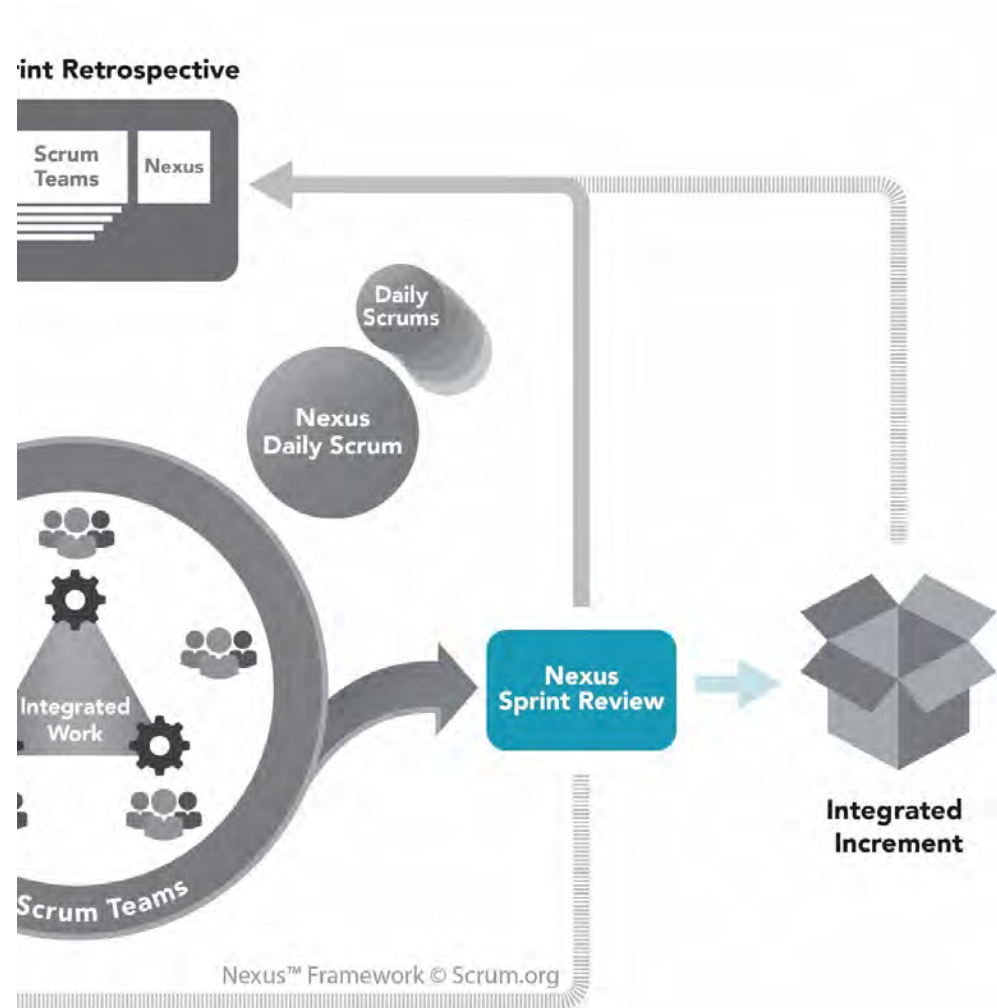 int Retrospective
Scrum
Teams
Nexus
Daily
Scrums
Nexus
Daily Scrum
Integrated
Work
Nexus
Sprint Review
Integrated
Increment
Scrum Teams
Nexus™ Framework © Scrum.org